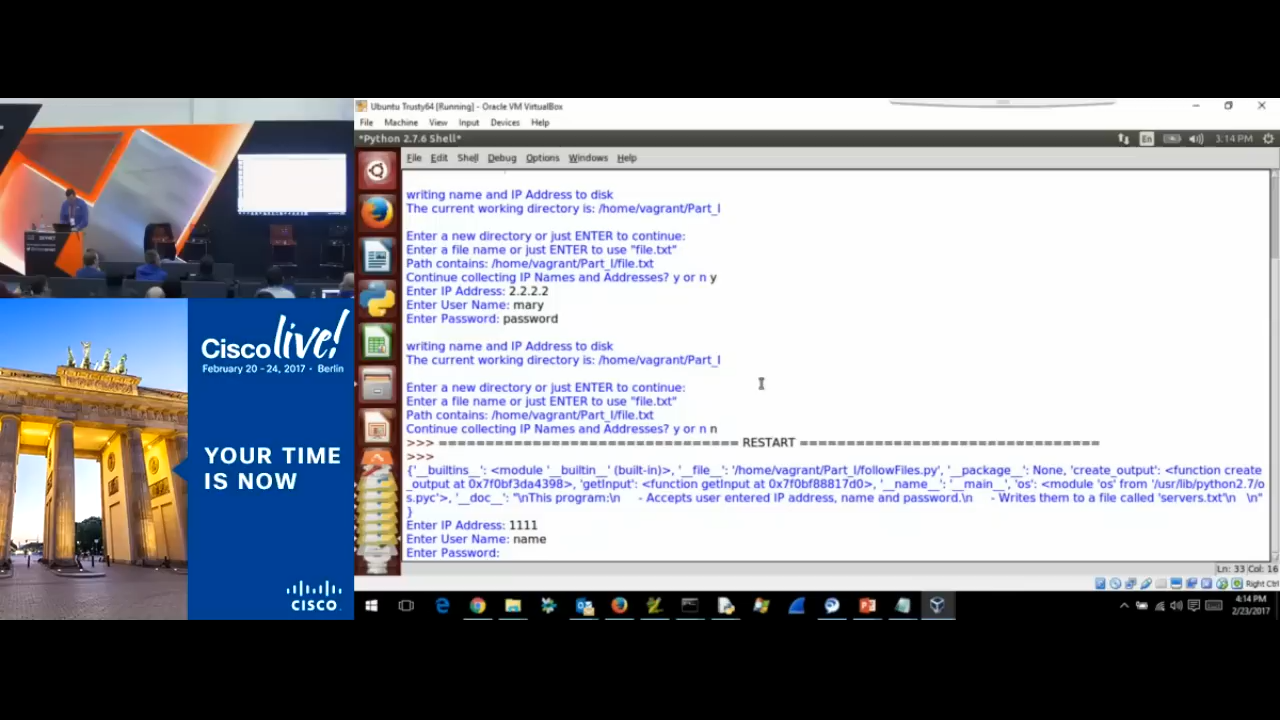 Ubuntu Trusty64 [Running] - Oracle VM VirtualBox
File Machine View Input Devices Help
*Python 2.7.6 Shell*
En
3:14 PM
File Edit Shell Debug Options Windows Help
writing name and IP Address to disk
The current working directory is: /home/vagrant/Part_I
Enter a new directory or just ENTER to continue:
Enter a file name or just ENTER to use "file.txt"
Path contains: /home/vagrant/Part_I/file.txt
Continue collecting IP Names and Addresses? y or n y
Enter IP Address: 2.2.2.2
Enter User Name: mary
Enter Password: password
writing name and IP Address to disk
The current working directory is: /home/vagrant/Part_I
Enter a new directory or just ENTER to continue:
Enter a file name or just ENTER to use "file.txt"
Path contains: /home/vagrant/Part_I/file.txt
Continue collecting IP Names and Addresses? y or n n
>>> ================================ RESTART ================================
>>>
{'__builtins__': <module '__builtin__' (built-in)>, '__file__': '/home/vagrant/Part_I/followFiles.py', '__package__': None, 'create_output': <function create
_output at 0x7f0bf3da4398>, 'getInput': <function getInput at 0x7f0bf88817d0>, '__name__': '__main__', 'os': <module 'os' from '/usr/lib/python2.7/o
s.pyc'>, '__doc__': "\nThis program:\n    - Accepts user entered IP address, name and password.\n    - Writes them to a file called 'servers.txt'\n   \n"
}
Enter IP Address: 1111
Enter User Name: name
Enter Password:
Ln: 33 Col: 16
Right Ctrl
4:14 PM
2/23/2017
Cisco live!
February 20 - 24, 2017 · Berlin
YOUR TIME
IS NOW
CISCO